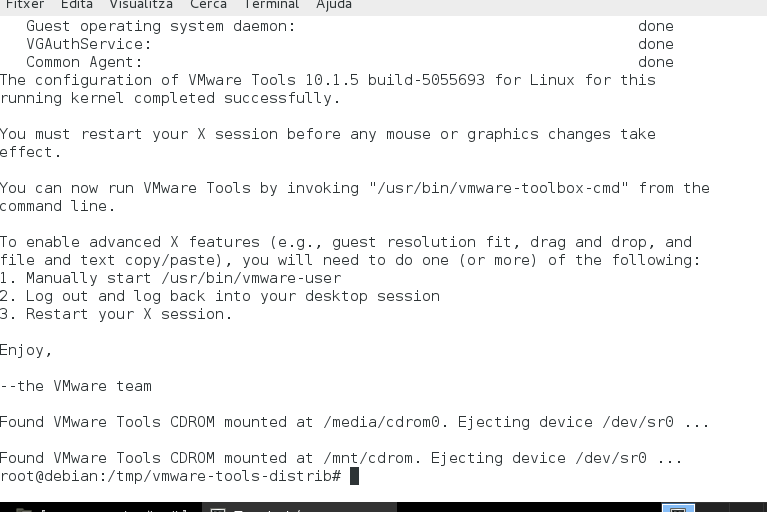 Fitxer Edita Visualitza Cerca Terminal Ajuda
Guest operating system daemon: done
VGAuthService: done
Common Agent: done
The configuration of VMware Tools 10.1.5 build-5055693 for Linux for this
running kernel completed successfully.
You must restart your X session before any mouse or graphics changes take
effect.
You can now run VMware Tools by invoking "/usr/bin/vmware-toolbox-cmd" from the
command line.
To enable advanced X features (e.g., guest resolution fit, drag and drop, and
file and text copy/paste), you will need to do one (or more) of the following:
1. Manually start /usr/bin/vmware-user
2. Log out and log back into your desktop session
3. Restart your X session.
Enjoy,
--the VMware team
Found VMware Tools CDROM mounted at /media/cdrom0. Ejecting device /dev/sr0 ...
Found VMware Tools CDROM mounted at /mnt/cdrom. Ejecting device /dev/sr0 ...
root@debian:/tmp/vmware-tools-distrib#